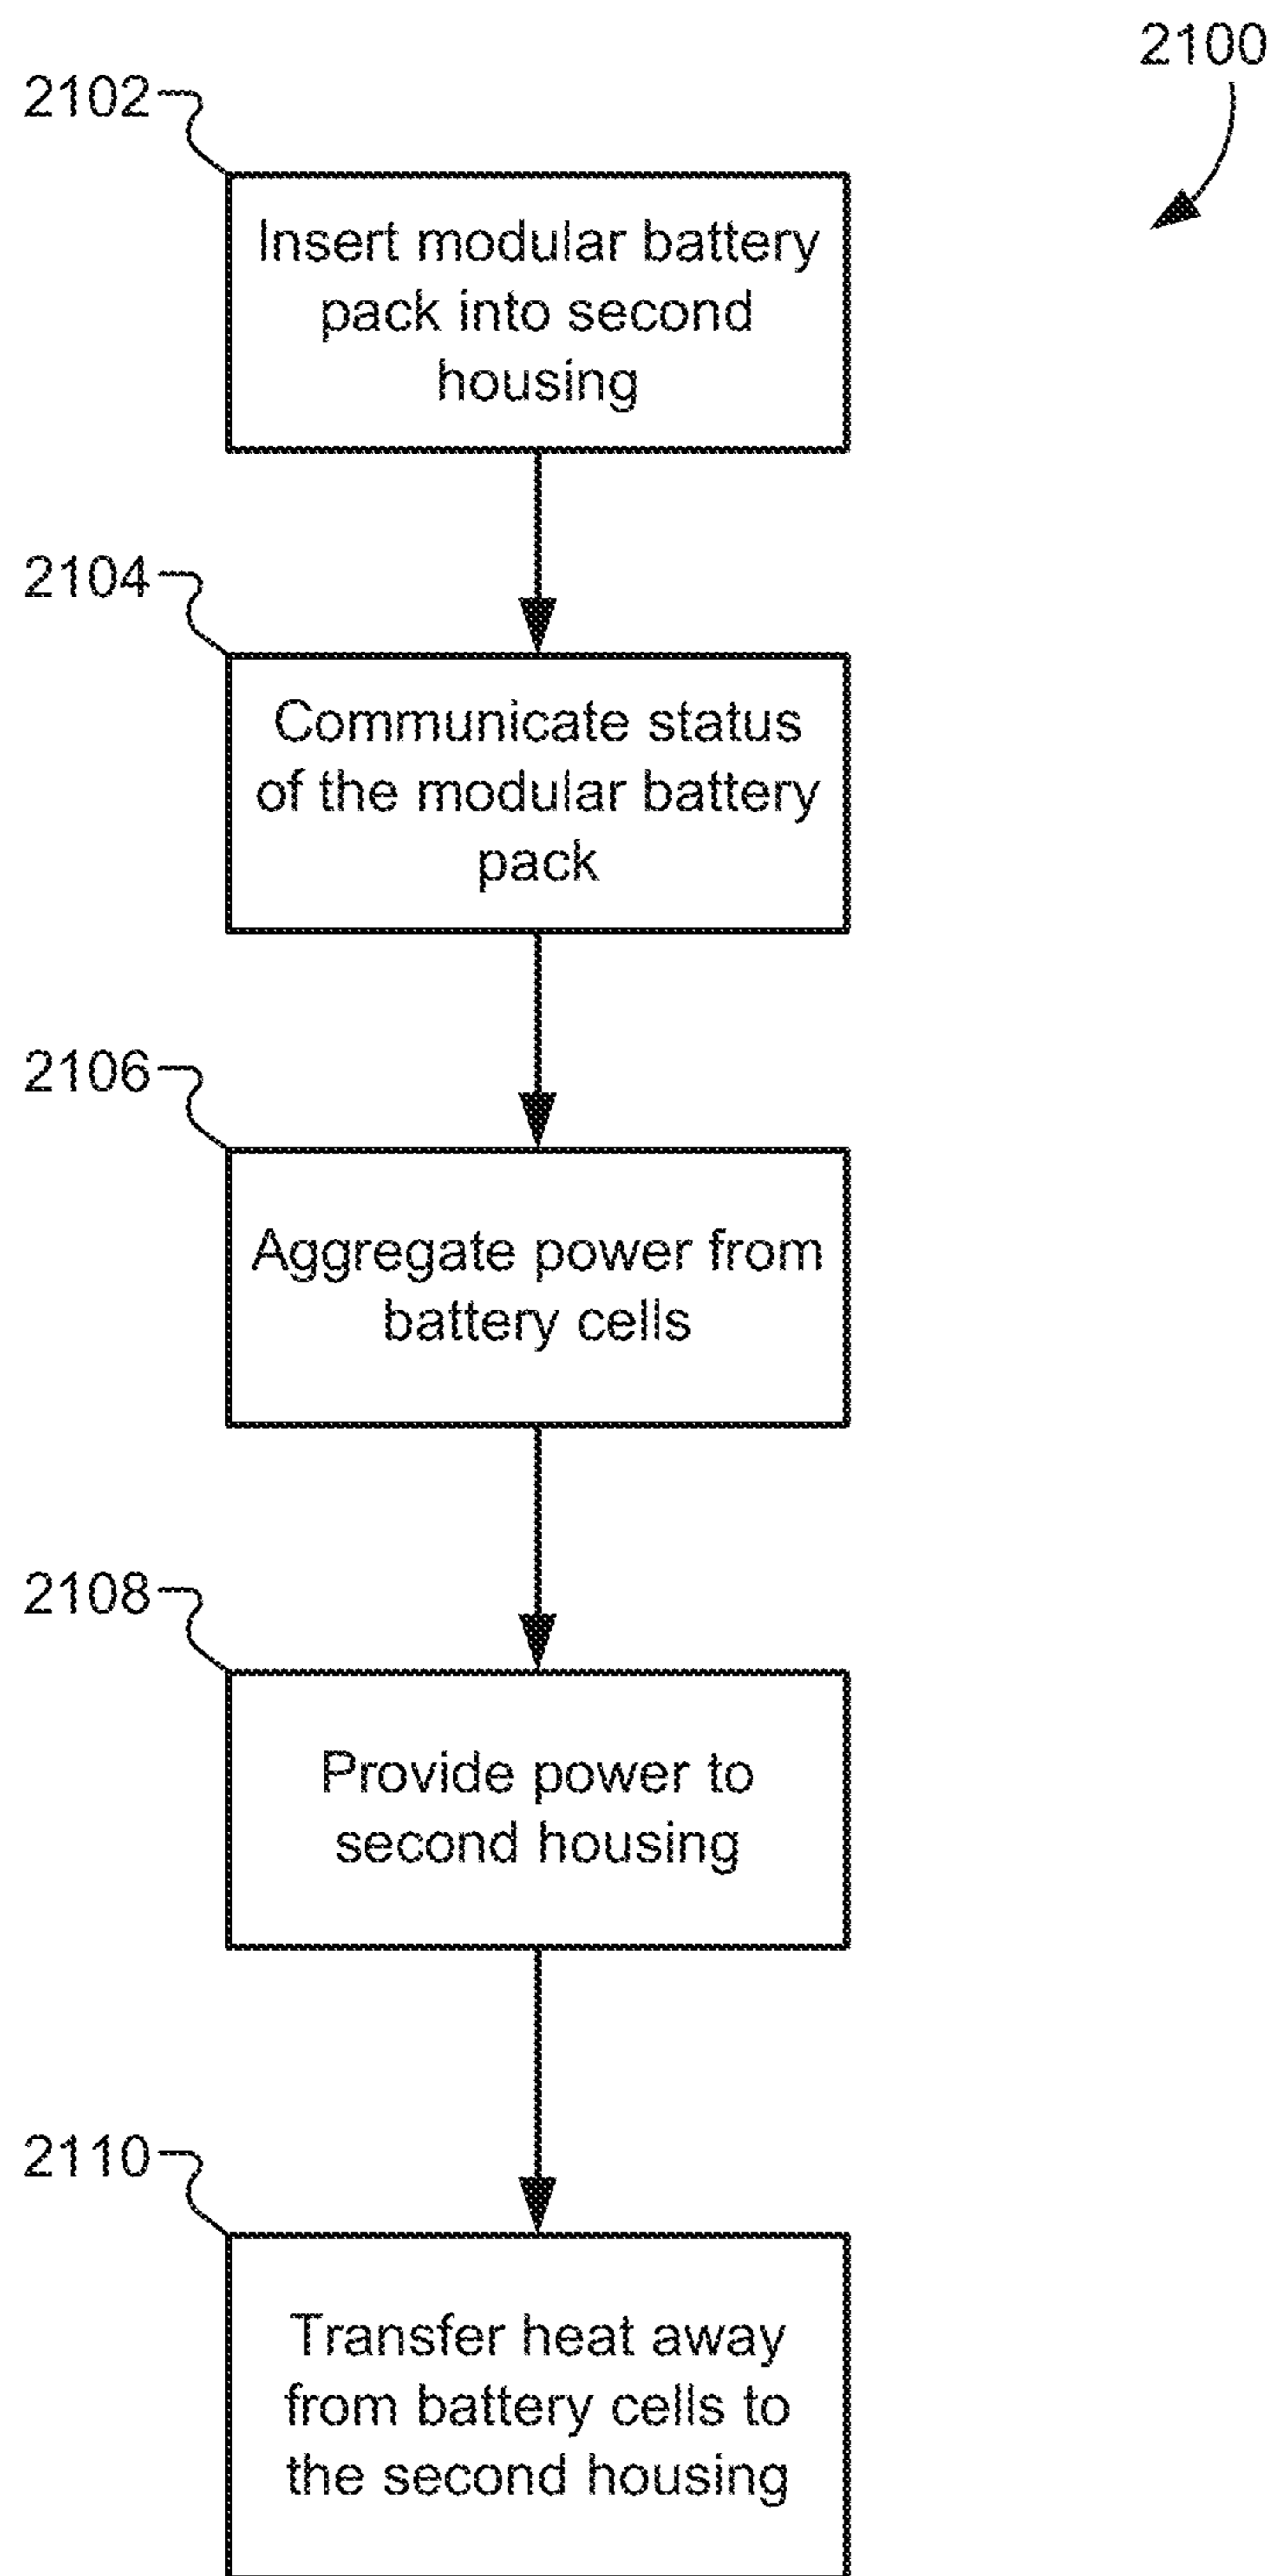 2100
2102
Insert modular battery
pack into second
housing
2104
Communicate status
of the modular battery
pack
2106
Aggregate power from
battery cells
2108
Provide power to
second housing
2110
Transfer heat away
from battery cells to
the second housing